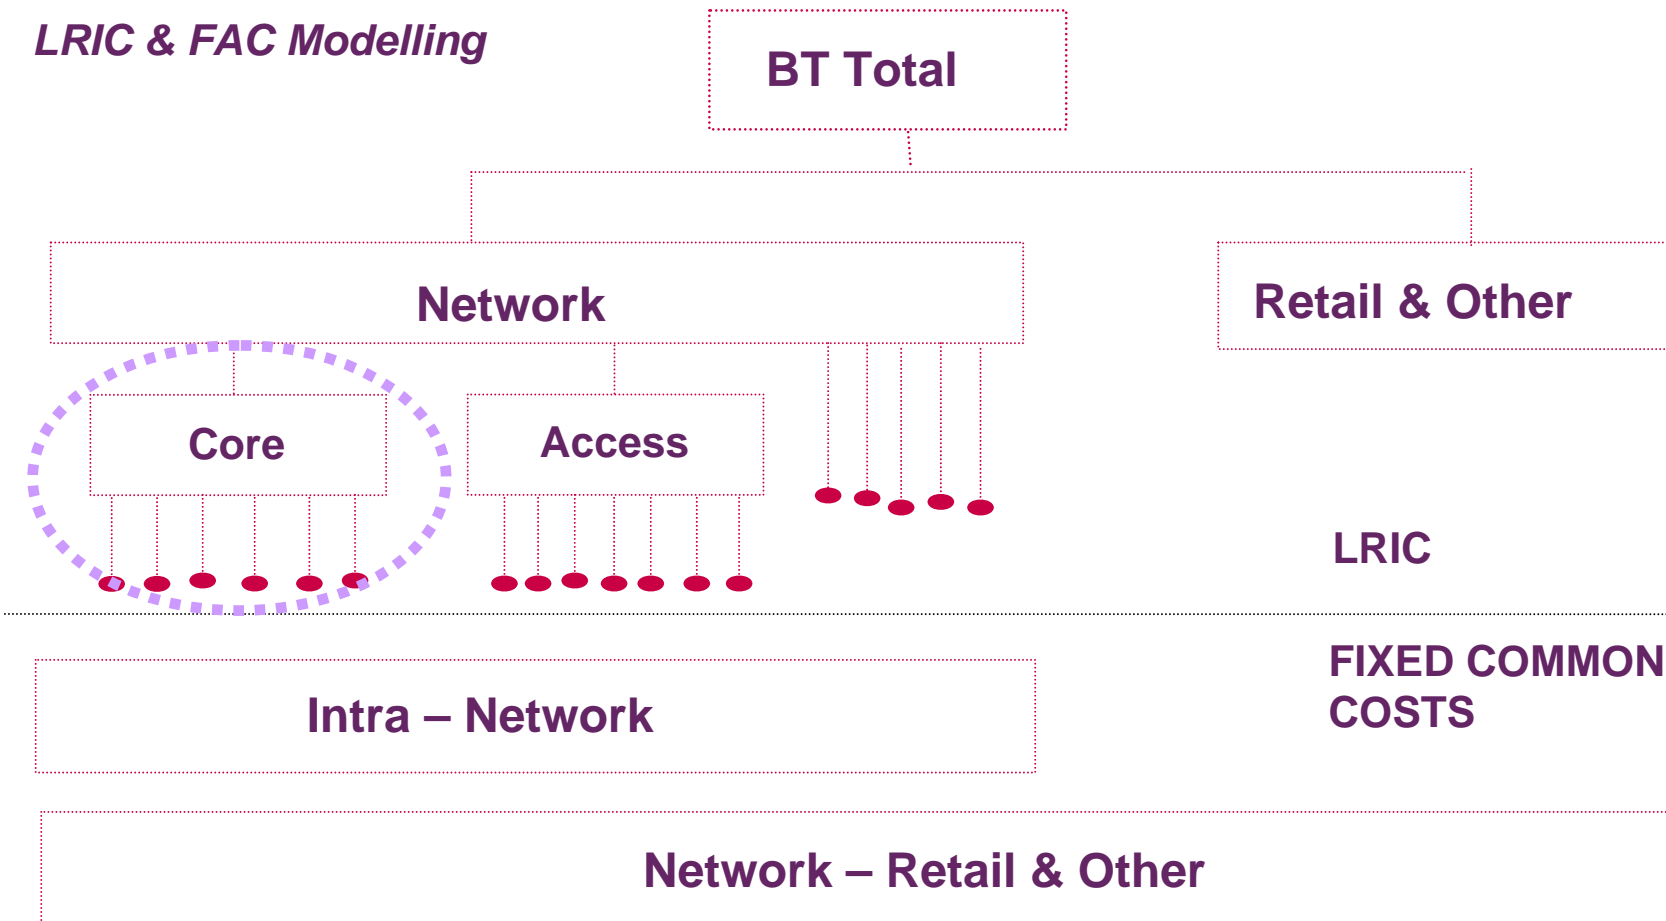 LRIC & FAC Modelling
BT Total
Network
Retail & Other
Core
Access
LRIC
FIXED COMMON
COSTS
Intra – Network
Network – Retail & Other